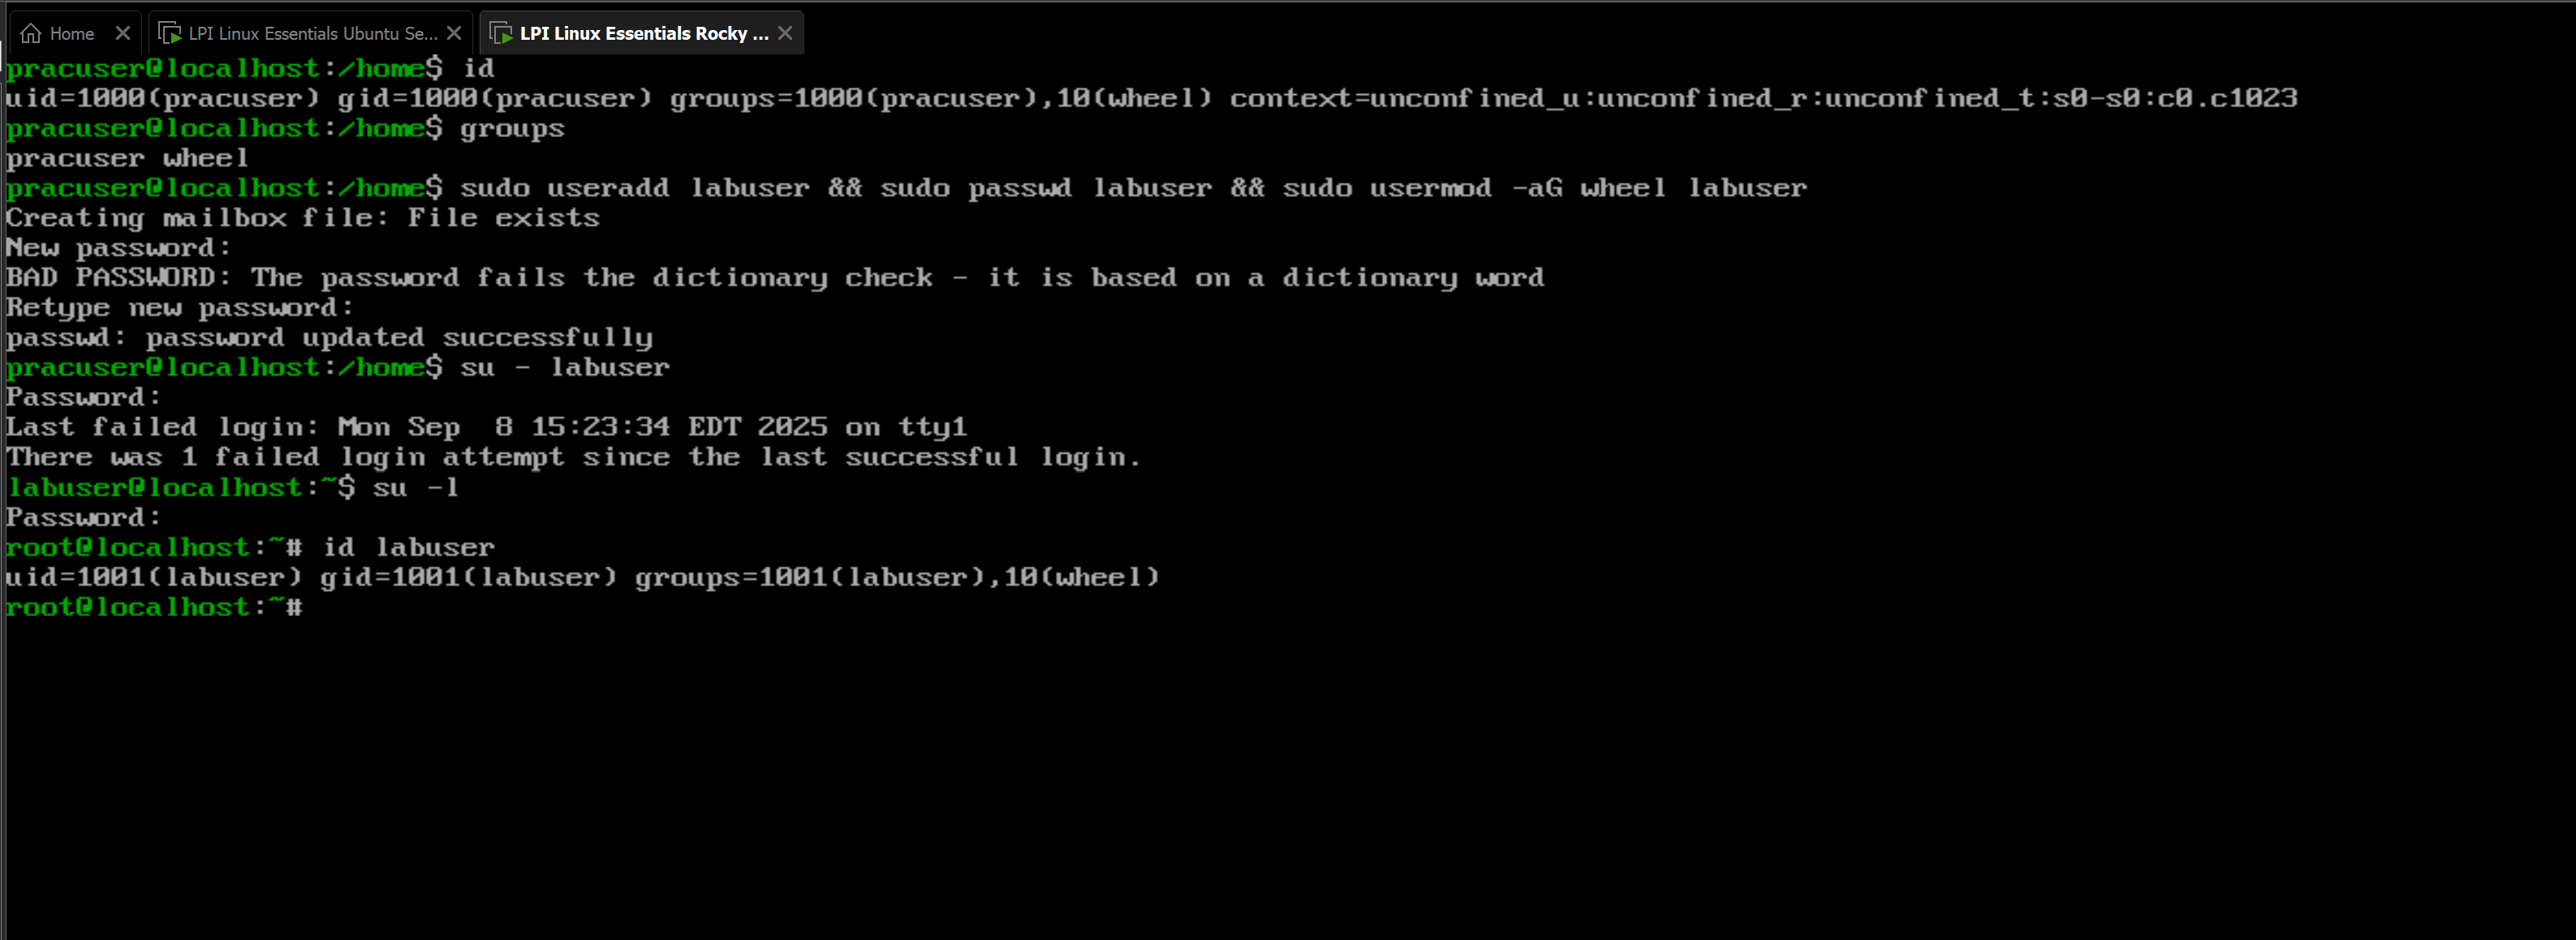 Home
LPI Linux Essentials Ubuntu Se...
LPI Linux Essentials Rocky ...
pracuser@localhost:/home$ id
uid=1000(pracuser) gid=1000(pracuser) groups=1000(pracuser),10(wheel) context=unconfined_u:unconfined_r:unconfined_t:s0-s0:c0.c1023
pracuser@localhost:/home$ groups
pracuser wheel
pracuser@localhost:/home$ sudo useradd labuser && sudo passwd labuser && sudo usermod -aG wheel labuser
Creating mailbox file: File exists
New password:
BAD PASSWORD: The password fails the dictionary check - it is based on a dictionary word
Retype new password:
passwd: password updated successfully
pracuser@localhost:/home$ su - labuser
Password:
Last failed login: Mon Sep  8 15:23:34 EDT 2025 on tty1
There was 1 failed login attempt since the last successful login.
labuser@localhost:~$ su -l
Password:
root@localhost:~# id labuser
uid=1001(labuser) gid=1001(labuser) groups=1001(labuser),10(wheel)
root@localhost:~#